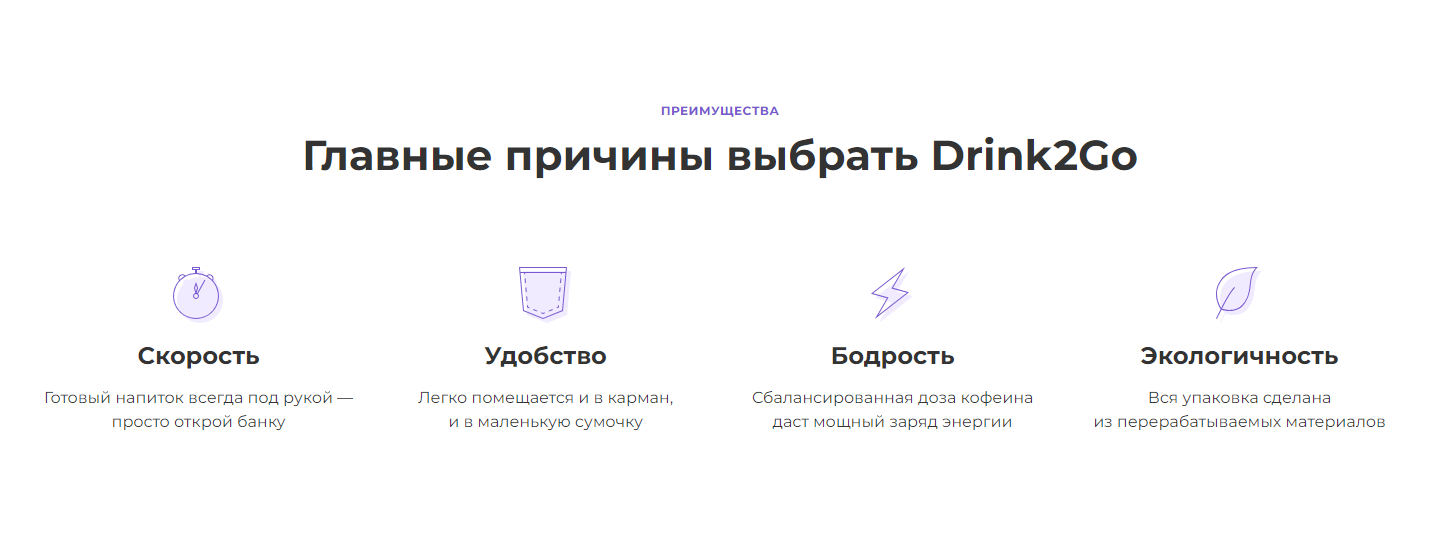 ПРЕИМУЩЕСТВА
Главные причины выбрать Drink2Go
Скорость
Готовый напиток всегда под рукой —
просто открой банку
Удобство
Легко помещается и в карман,
и в маленькую сумочку
Бодрость
Сбалансированная доза кофеина
даст мощный заряд энергии
Экологичность
Вся упаковка сделана
из перерабатываемых материалов